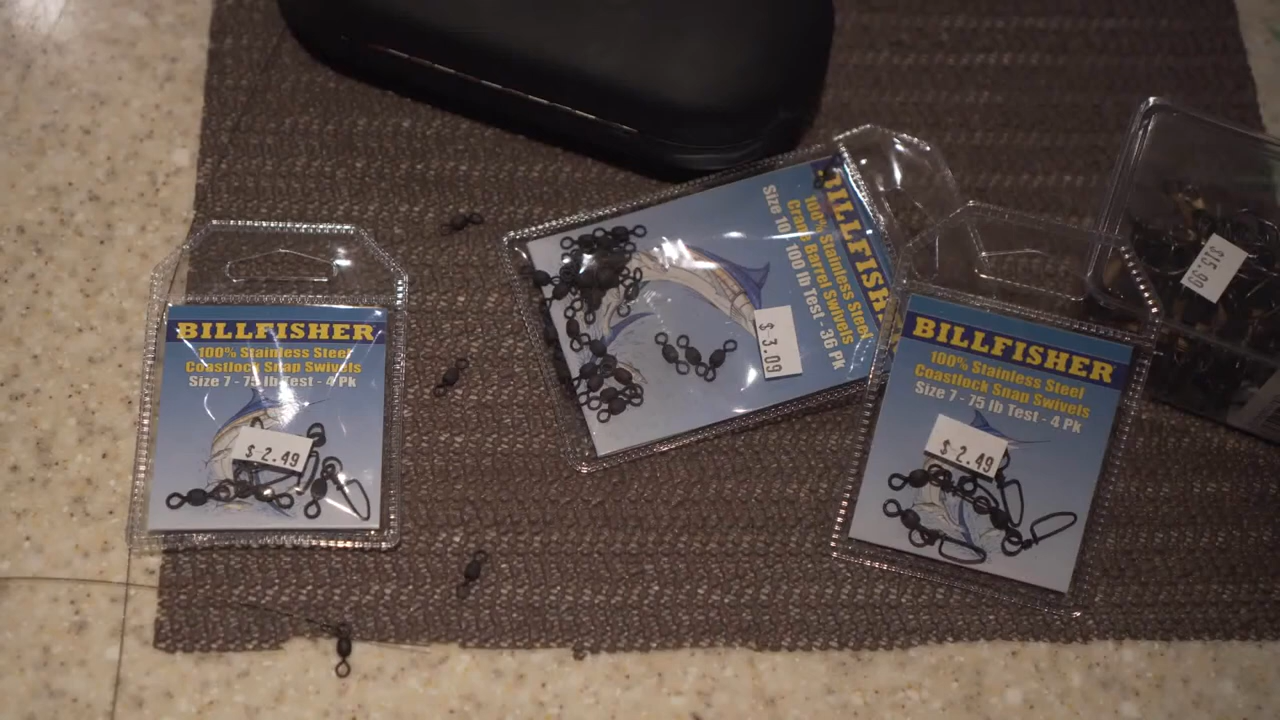 BILLFISHER
100% Stainless Steel
Coastlock Snap Swivels
Size 7 - 75 lb Test - 4 Pk
$ 2.49
BILLFISHER
100% Stainless Steel
Crane Barrel Swivels
Size 10 - 100 lb Test - 36 Pk
$ 3.09
BILLFISHER
100% Stainless Steel
Coastlock Snap Swivels
Size 7 - 75 lb Test - 4 Pk
$ 2.49
$15.99